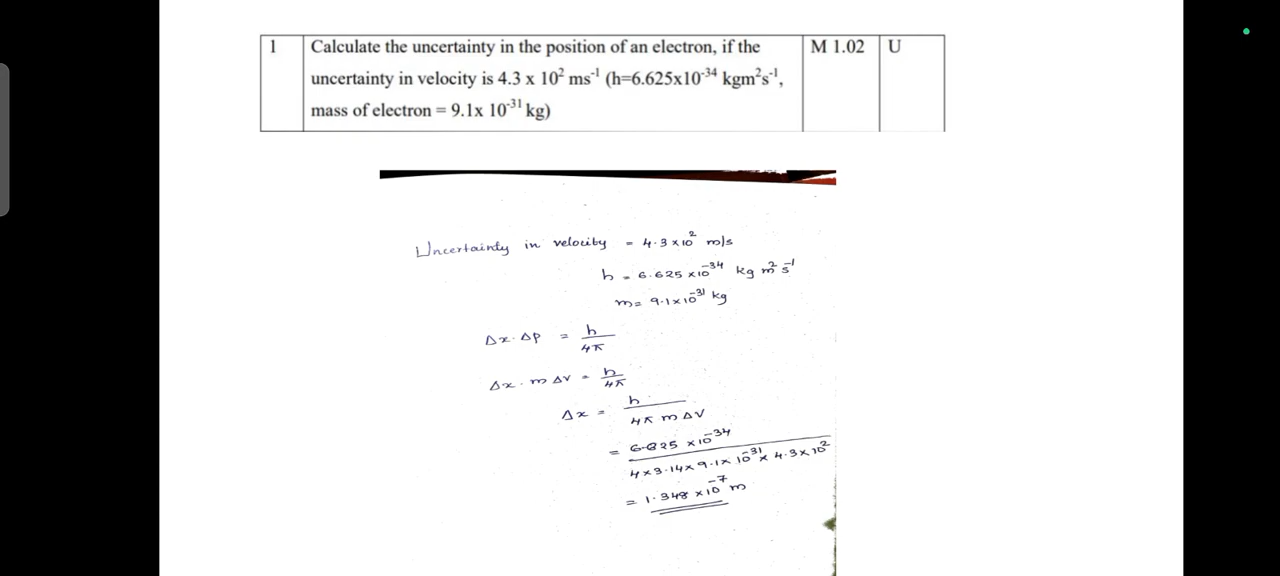 1 Calculate the uncertainty in the position of an electron, if the M 1.02 U
uncertainty in velocity is 4.3 x 10² ms⁻¹ (h=6.625x10⁻³⁴ kgm²s⁻¹,
mass of electron = 9.1x 10⁻³¹ kg)
Uncertainty in velocity = 4.3 × 10² m/s
h = 6.625 × 10⁻³⁴ kg m² s⁻¹
m = 9.1 × 10⁻³¹ kg
Δx. Δp = h/4π
Δx. m Δv = h/4π
Δx = h/4π m Δv
= 6.625 × 10⁻³⁴ / 4 × 3.14 × 9.1 × 10⁻³¹ × 4.3 × 10²
= 1.348 × 10⁻⁷ m